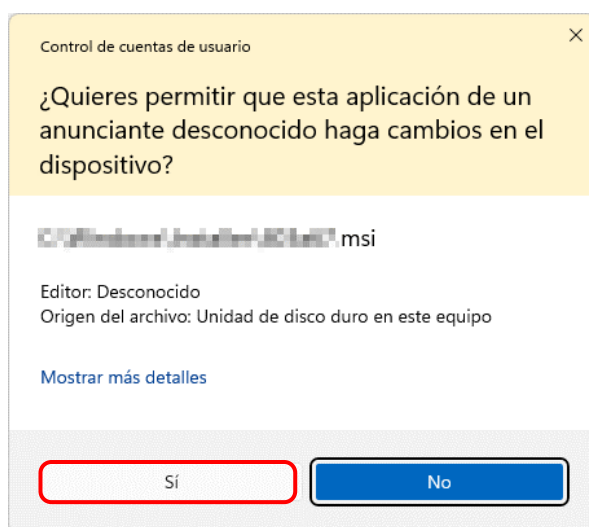 Control de cuentas de usuario
¿Quieres permitir que esta aplicación de un
anunciante desconocido haga cambios en el
dispositivo?
.msi
Editor: Desconocido
Origen del archivo: Unidad de disco duro en este equipo
Mostrar más detalles
Sí
No